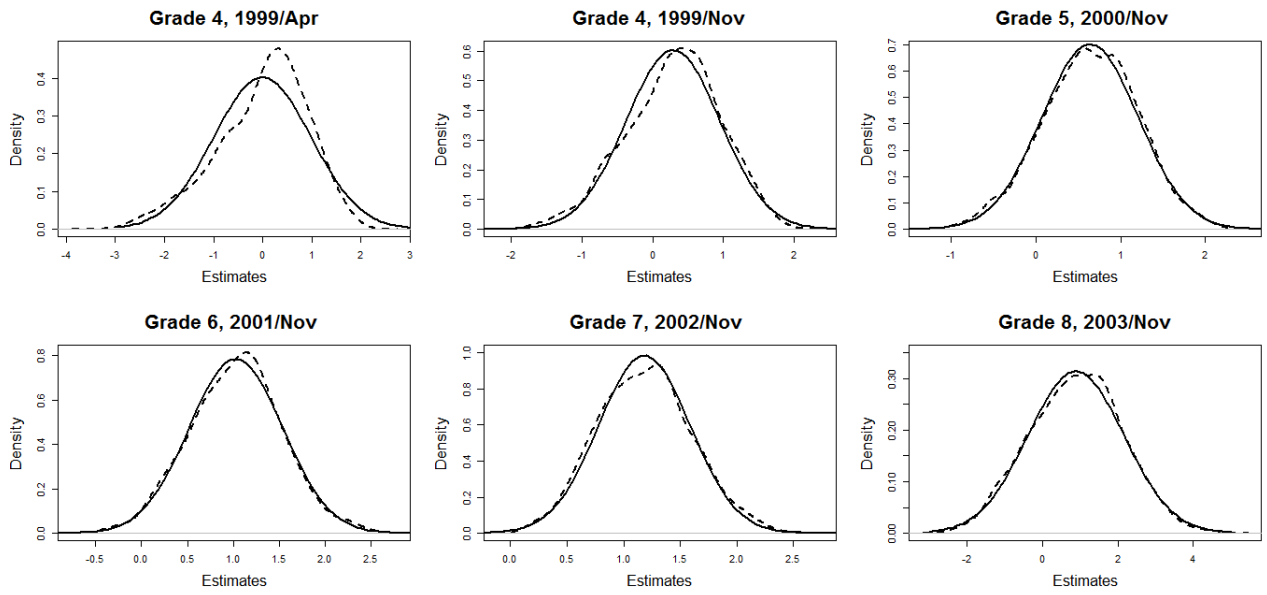 Grade 4, 1999/Apr
Density
0.0 0.1 0.2 0.3 0.4
-4 -3 -2 -1 0 1 2 3
Estimates
Grade 4, 1999/Nov
Density
0.0 0.1 0.2 0.3 0.4 0.5 0.6
-2 -1 0 1 2
Estimates
Grade 5, 2000/Nov
Density
0.0 0.1 0.2 0.3 0.4 0.5 0.6 0.7
-1 0 1 2
Estimates
Grade 6, 2001/Nov
Density
0.0 0.2 0.4 0.6 0.8
-0.5 0.0 0.5 1.0 1.5 2.0 2.5
Estimates
Grade 7, 2002/Nov
Density
0.0 0.2 0.4 0.6 0.8 1.0
0.0 0.5 1.0 1.5 2.0 2.5
Estimates
Grade 8, 2003/Nov
Density
0.00 0.10 0.20 0.30
-2 0 2 4
Estimates